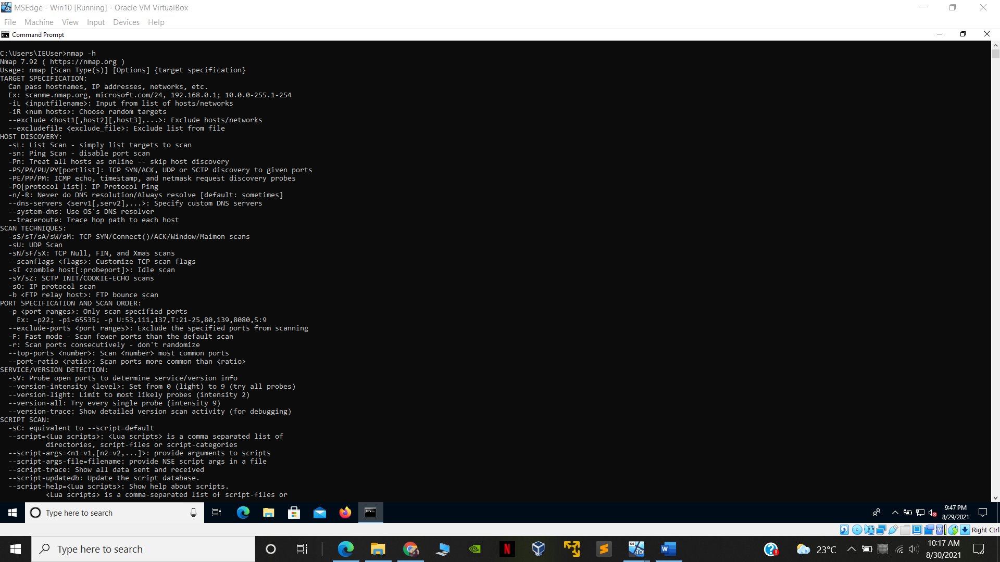 MSEdge - Win10 [Running] - Oracle VM VirtualBox
File Machine View Input Devices Help
Command Prompt
C:\Users\IEUser>nmap -h
Nmap 7.92 ( https://nmap.org )
Usage: nmap [Scan Type(s)] [Options] {target specification}
TARGET SPECIFICATION:
  Can pass hostnames, IP addresses, networks, etc.
  Ex: scanme.nmap.org, microsoft.com/24, 192.168.0.1; 10.0.0-255.1-254
  -iL <inputfilename>: Input from list of hosts/networks
  -iR <num hosts>: Choose random targets
  --exclude <host1[,host2][,host3],...>: Exclude hosts/networks
  --excludefile <exclude_file>: Exclude list from file
HOST DISCOVERY:
  -sL: List Scan - simply list targets to scan
  -sn: Ping Scan - disable port scan
  -Pn: Treat all hosts as online -- skip host discovery
  -PS/PA/PU/PY[portlist]: TCP SYN/ACK, UDP or SCTP discovery to given ports
  -PE/PP/PM: ICMP echo, timestamp, and netmask request discovery probes
  -PO[protocol list]: IP Protocol Ping
  -n/-R: Never do DNS resolution/Always resolve [default: sometimes]
  --dns-servers <serv1[,serv2],...>: Specify custom DNS servers
  --system-dns: Use OS's DNS resolver
  --traceroute: Trace hop path to each host
SCAN TECHNIQUES:
  -sS/sT/sA/sW/sM: TCP SYN/Connect()/ACK/Window/Maimon scans
  -sU: UDP Scan
  -sN/sF/sX: TCP Null, FIN, and Xmas scans
  --scanflags <flags>: Customize TCP scan flags
  -sI <zombie host[:probeport]>: Idle scan
  -sY/sZ: SCTP INIT/COOKIE-ECHO scans
  -sO: IP protocol scan
  -b <FTP relay host>: FTP bounce scan
PORT SPECIFICATION AND SCAN ORDER:
  -p <port ranges>: Only scan specified ports
    Ex: -p22; -p1-65535; -p U:53,111,137,T:21-25,80,139,8080,S:9
  --exclude-ports <port ranges>: Exclude the specified ports from scanning
  -F: Fast mode - Scan fewer ports than the default scan
  -r: Scan ports consecutively - don't randomize
  --top-ports <number>: Scan <number> most common ports
  --port-ratio <ratio>: Scan ports more common than <ratio>
SERVICE/VERSION DETECTION:
  -sV: Probe open ports to determine service/version info
  --version-intensity <level>: Set from 0 (light) to 9 (try all probes)
  --version-light: Limit to most likely probes (intensity 2)
  --version-all: Try every single probe (intensity 9)
  --version-trace: Show detailed version scan activity (for debugging)
SCRIPT SCAN:
  -sC: equivalent to --script=default
  --script=<Lua scripts>: <Lua scripts> is a comma separated list of
           directories, script-files or script-categories
  --script-args=<n1=v1,[n2=v2,...]>: provide arguments to scripts
  --script-args-file=filename: provide NSE script args in a file
  --script-trace: Show all data sent and received
  --script-updatedb: Update the script database.
  --script-help=<Lua scripts>: Show help about scripts.
           <Lua scripts> is a comma-separated list of script-files or
Type here to search
9:47 PM
8/29/2021
Right Ctrl
Type here to search
23°C
10:17 AM
8/30/2021